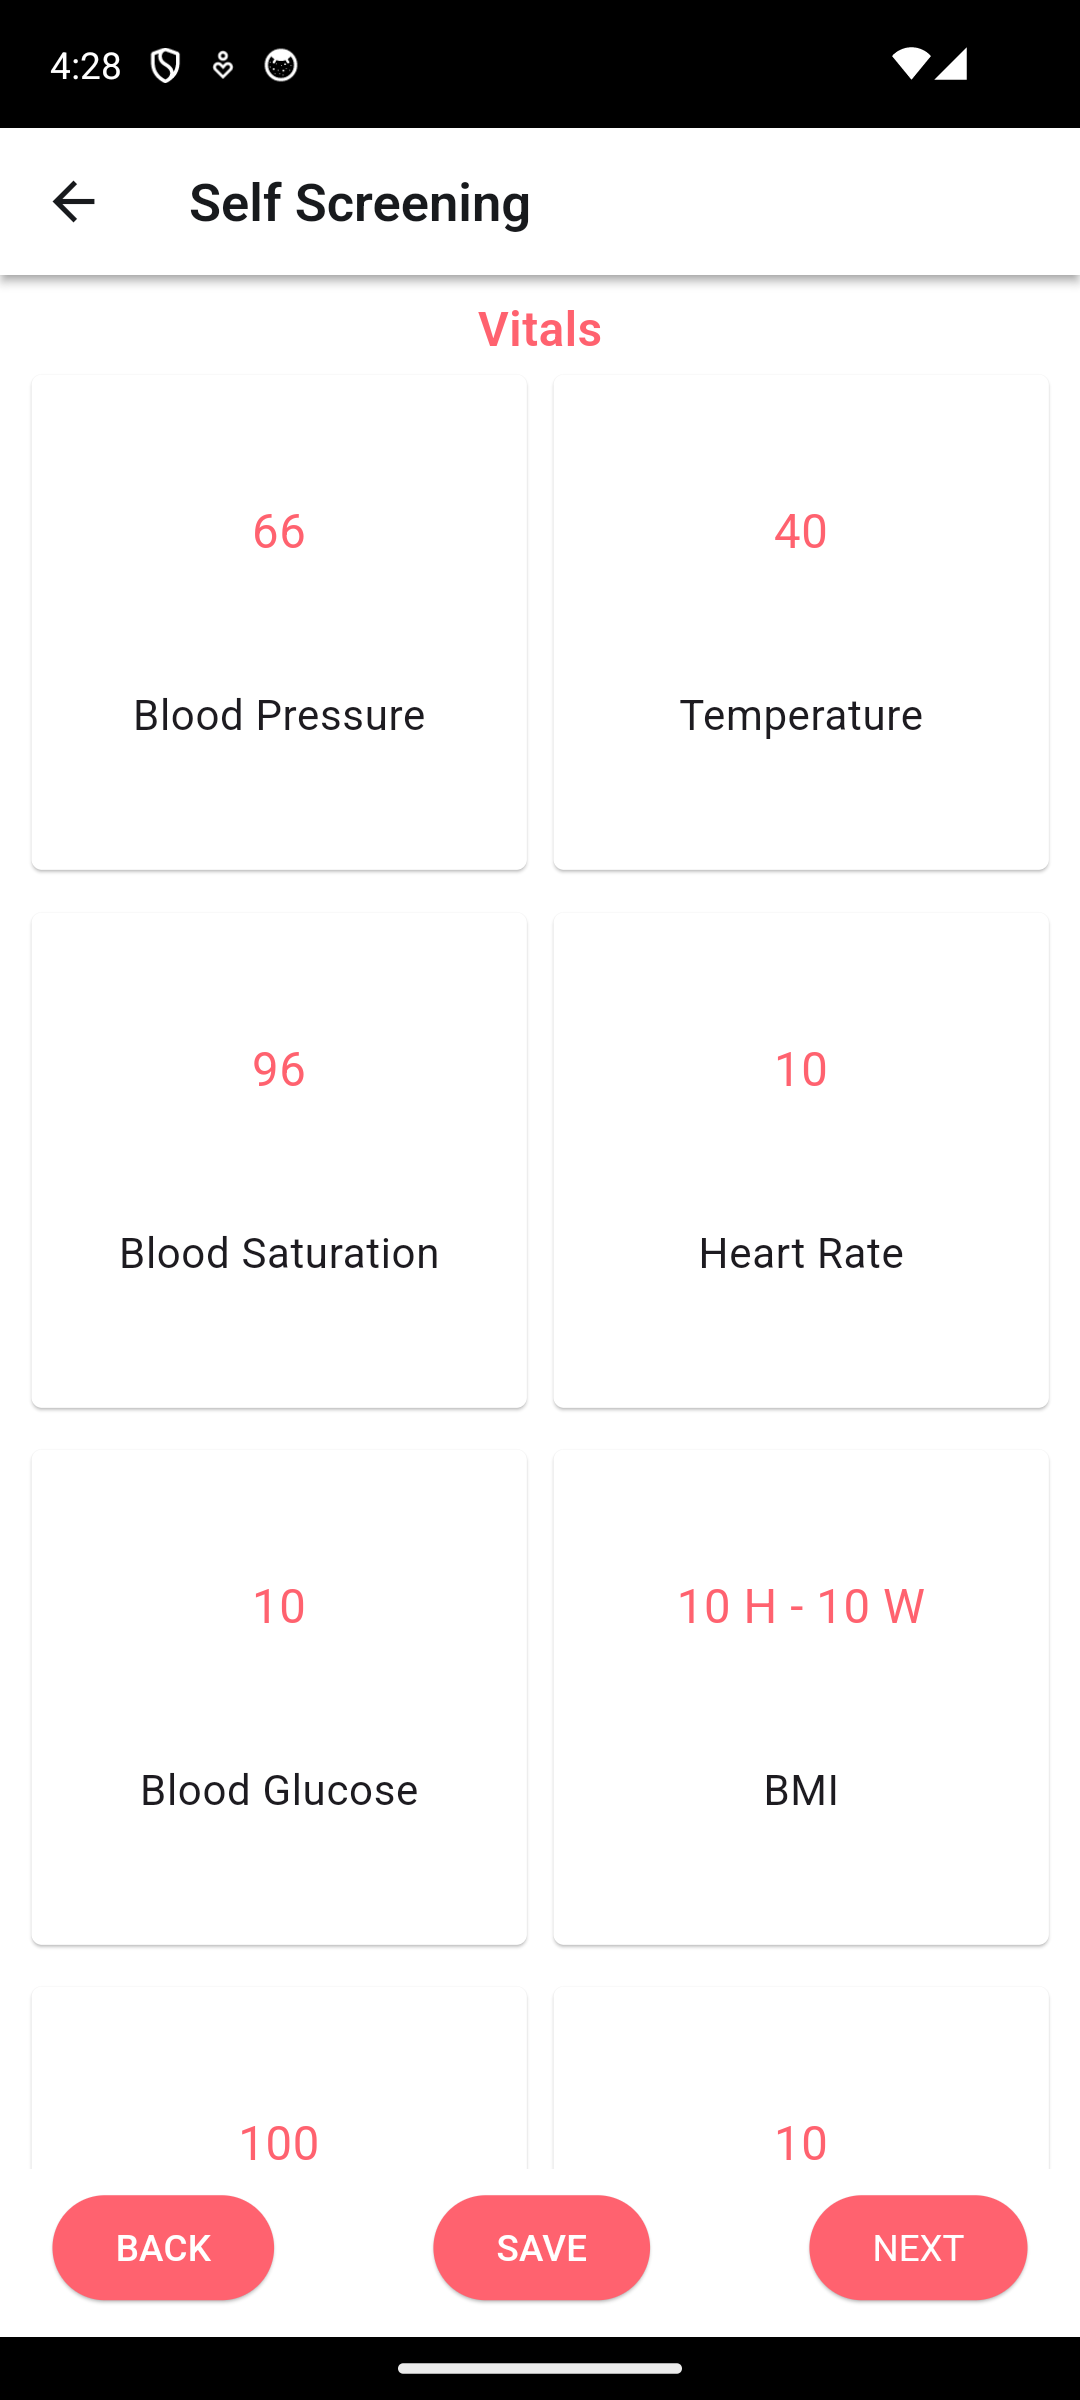 4:28
Self Screening
Vitals
66
40
Blood Pressure
Temperature
96
10
Blood Saturation
Heart Rate
10
10 H - 10 W
Blood Glucose
BMI
100
10
BACK
SAVE
NEXT